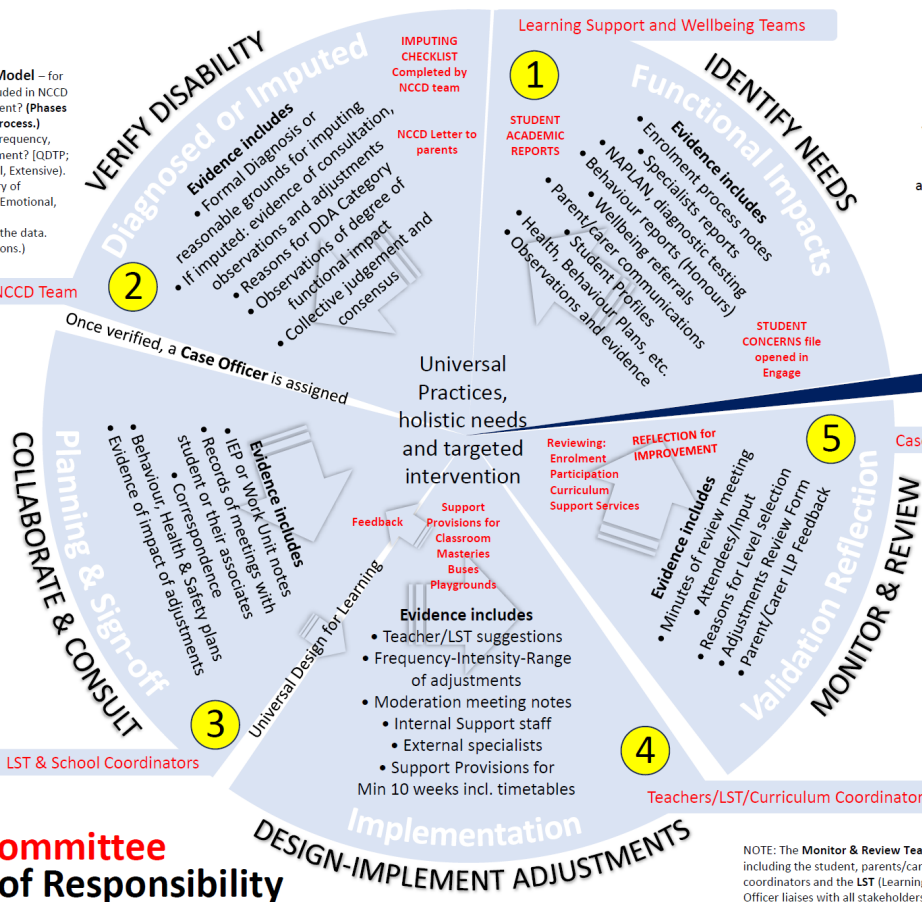 Learning Support and Wellbeing Teams
IDENTIFY NEEDS
Functional Impacts
1
STUDENT
ACADEMIC
REPORTS
Evidence includes
• Enrolment process notes
• Specialists reports
• NAPLAN, diagnostic testing
• Behaviour reports (Honours)
• Wellbeing referrals
• Parent/carer communications
• Student Profiles
• Health, Behaviour Plans, etc.
• Observations and evidence
STUDENT
CONCERNS file
opened in
Engage
a
Model – for
uded in NCCD
ent? (Phases
rocess.)
requency,
ment? [QDTP;
l, Extensive).
ry of
Emotional,
the data.
ons.)
VERIFY DISABILITY
Diagnosed or Imputed
IMPUTING
CHECKLIST
Completed by
NCCD team
NCCD Letter to
parents
Evidence includes
• Formal Diagnosis or
reasonable grounds for imputing
• If imputed: evidence of consultation,
observations and adjustments
• Reasons for DDA Category
• Observations of degree of
functional impact
• Collective judgement and
consensus
2
NCCD Team
Once verified, a Case Officer is assigned
Universal
Practices,
holistic needs
and targeted
intervention
COLLABORATE & CONSULT
Planning & Sign-off
Evidence includes
• IEP or Work Unit notes
• Records of meetings with
student or their associates
• Correspondence
• Behaviour, Health & Safety plans
• Evidence of impact of adjustments
3
LST & School Coordinators
Universal Design for Learning
Feedback
Support
Provisions for
Classroom
Masteries
Buses
Playgrounds
Evidence includes
• Teacher/LST suggestions
• Frequency-Intensity-Range
of adjustments
• Moderation meeting notes
• Internal Support staff
• External specialists
• Support Provisions for
Min 10 weeks incl. timetables
4
Implementation
DESIGN-IMPLEMENT ADJUSTMENTS
Teachers/LST/Curriculum Coordinator
5
Cas
Reviewing:
Enrolment
Participation
Curriculum
Support Services
REFLECTION for
IMPROVEMENT
Evidence includes
• Minutes of review meeting
• Attendees/Input
• Reasons for Level selection
• Adjustments Review Form
• Parent/Carer ILP Feedback
Validation Reflection
MONITOR & REVIEW
ommittee
of Responsibility
NOTE: The Monitor & Review Tea
including the student, parents/car
coordinators and the LST (Learning
Officer liaises with all stakeholders